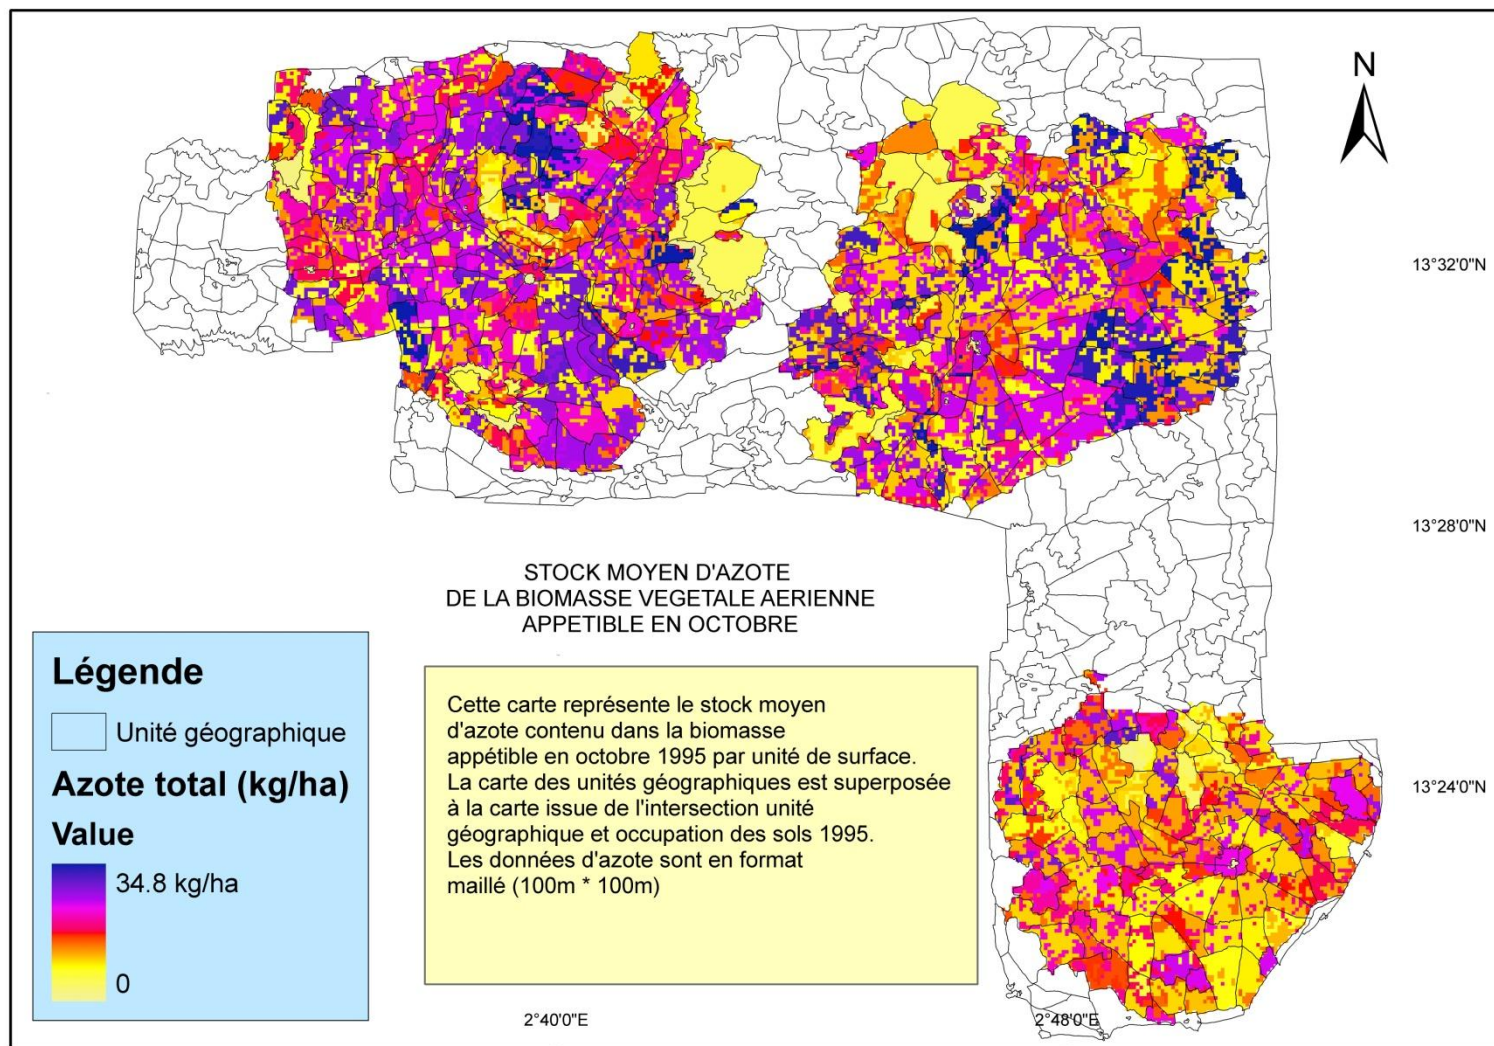 N
13°32'0"N
13°28'0"N
STOCK MOYEN D'AZOTE
DE LA BIOMASSE VEGETALE AERIENNE
APPETIBLE EN OCTOBRE
Légende
Unité géographique
Azote total (kg/ha)
Value
34.8 kg/ha
0
Cette carte représente le stock moyen
d'azote contenu dans la biomasse
appétible en octobre 1995 par unité de surface.
La carte des unités géographiques est superposée
à la carte issue de l'intersection unité
géographique et occupation des sols 1995.
Les données d'azote sont en format
maillé (100m * 100m)
13°24'0"N
2°40'0"E
2°48'0"E